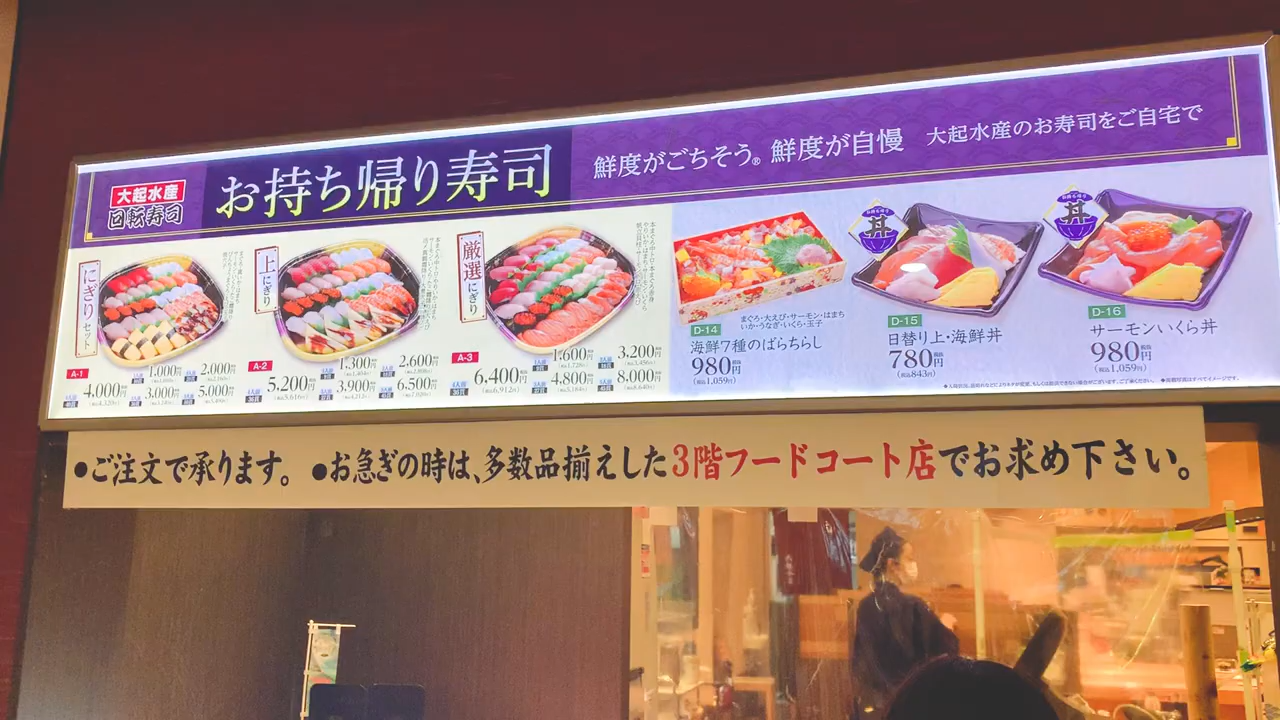 大起水産
回転寿司
お持ち帰り寿司
鮮度がごちそう® 鮮度が自慢 大起水産のお寿司をご自宅で
にぎりセット
A-1
1,000円
2,000円
4,000円
3,000円
5,000円
上にぎり
A-2
1,300円
2,600円
5,200円
3,900円
6,500円
厳選にぎり
A-3
1,600円
3,200円
6,400円
4,800円
8,000円
D-14
まぐろ・大えび・サーモン・はまち
いか・うなぎ・いくら・玉子
海鮮7種のばらちらし
980円
(税込1,059円)
丼
D-15
日替り上・海鮮丼
780円
(税込843円)
丼
D-16
サーモンいくら丼
980円
(税込1,059円)
●ご注文で承ります。 ●お急ぎの時は、多数品揃えした3階フードコート店でお求め下さい。